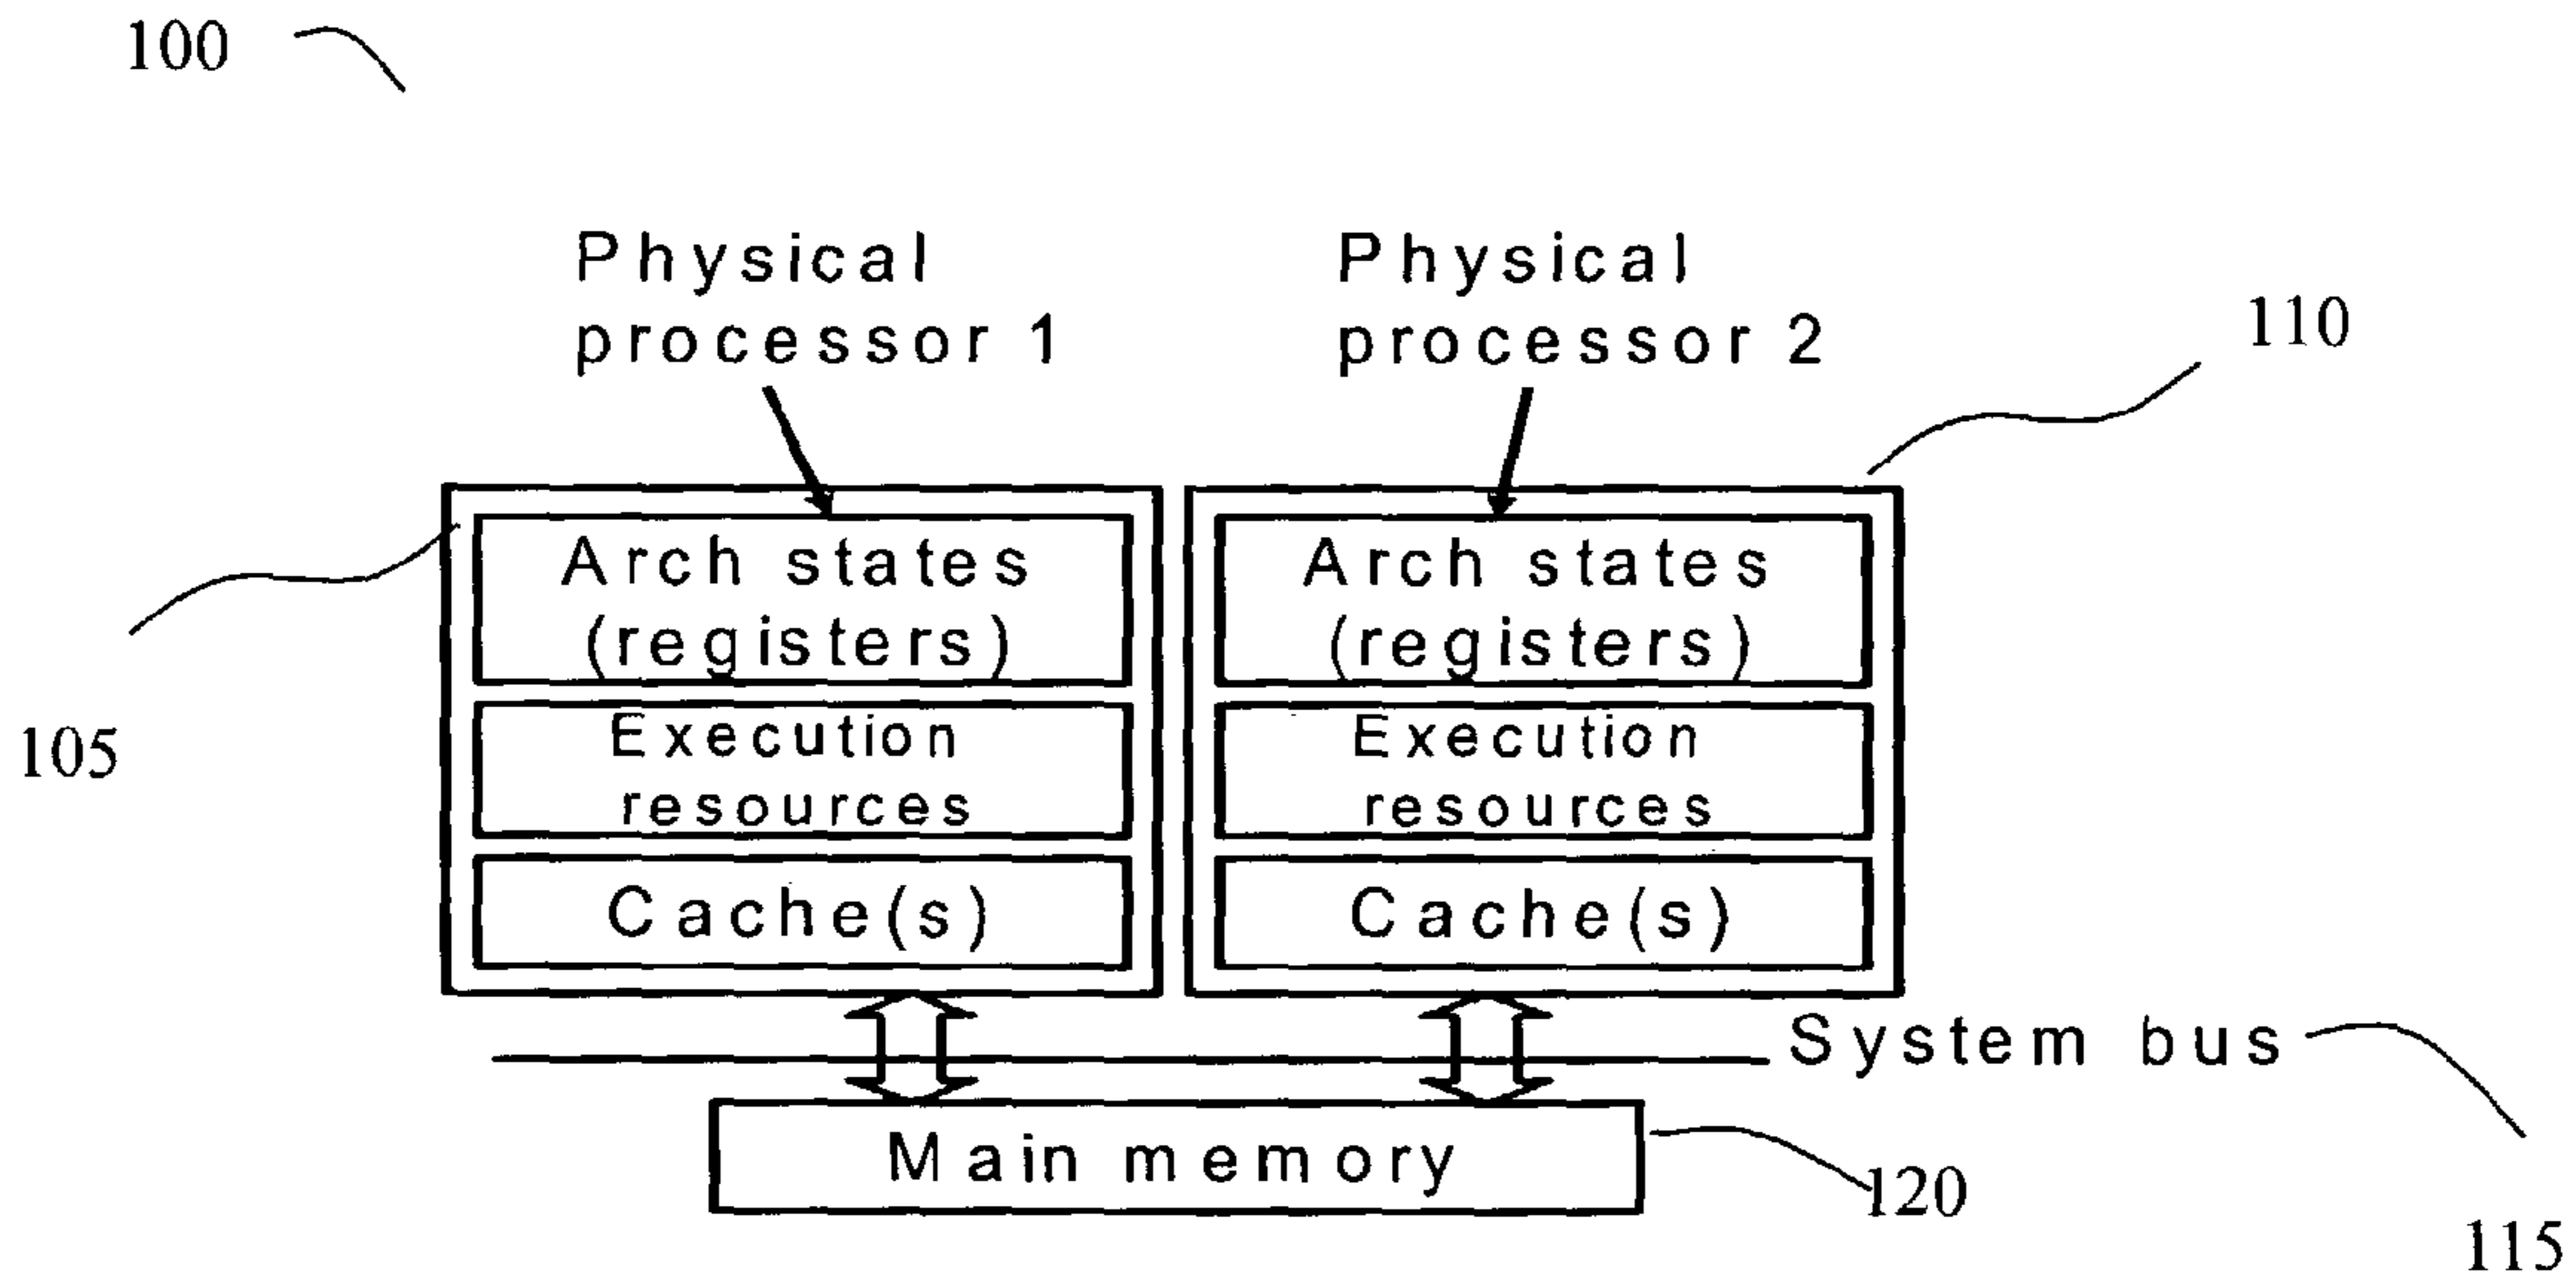 100
Physical
processor 1
Physical
processor 2
110
Arch states
(registers)
Arch states
(registers)
105
Execution
resources
Execution
resources
Cache(s)
Cache(s)
System bus
Main memory
120
115